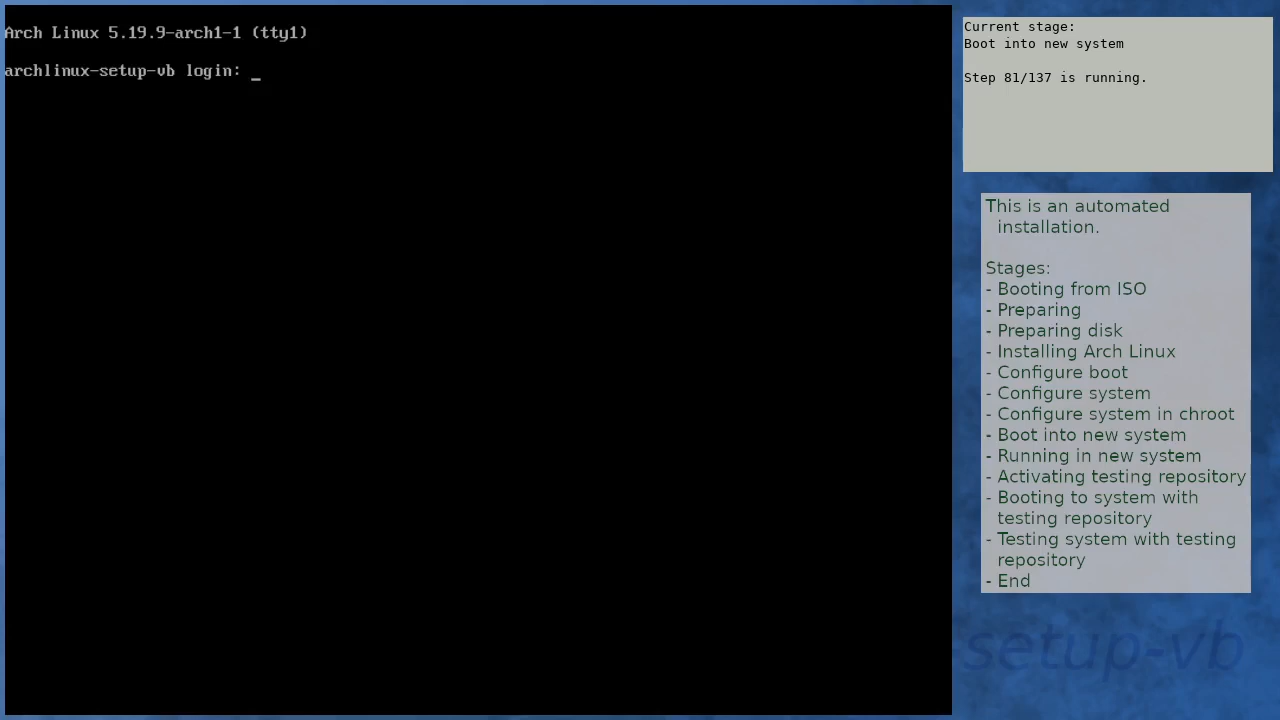 Arch Linux 5.19.9-arch1-1 (tty1)
archlinux-setup-vb login: _
Current stage:
Boot into new system
Step 81/137 is running.
This is an automated
installation.
Stages:
- Booting from ISO
- Preparing
- Preparing disk
- Installing Arch Linux
- Configure boot
- Configure system
- Configure system in chroot
- Boot into new system
- Running in new system
- Activating testing repository
- Booting to system with
testing repository
- Testing system with testing
repository
- End
setup-vb